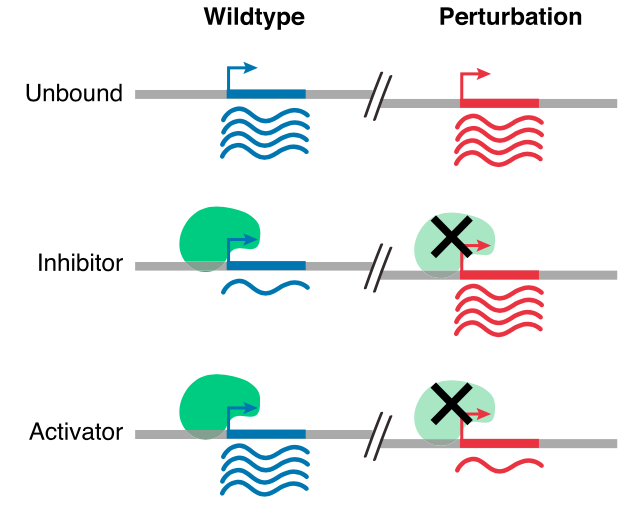 Wildtype Perturbation
Unbound
Inhibitor
Activator